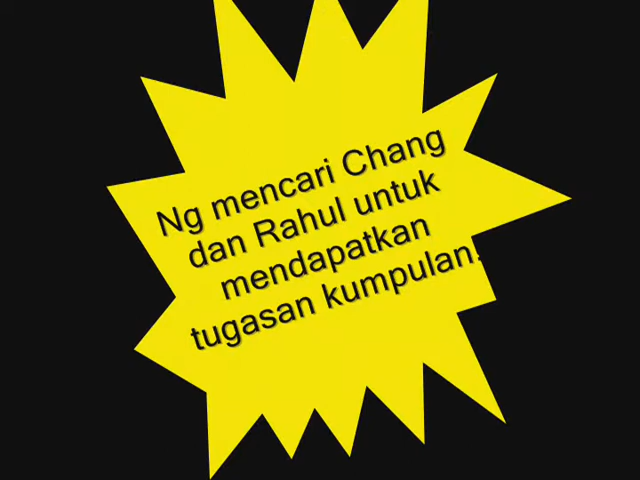 Ng mencari Chang
dan Rahul untuk
mendapatkan
tugasan kumpulan.